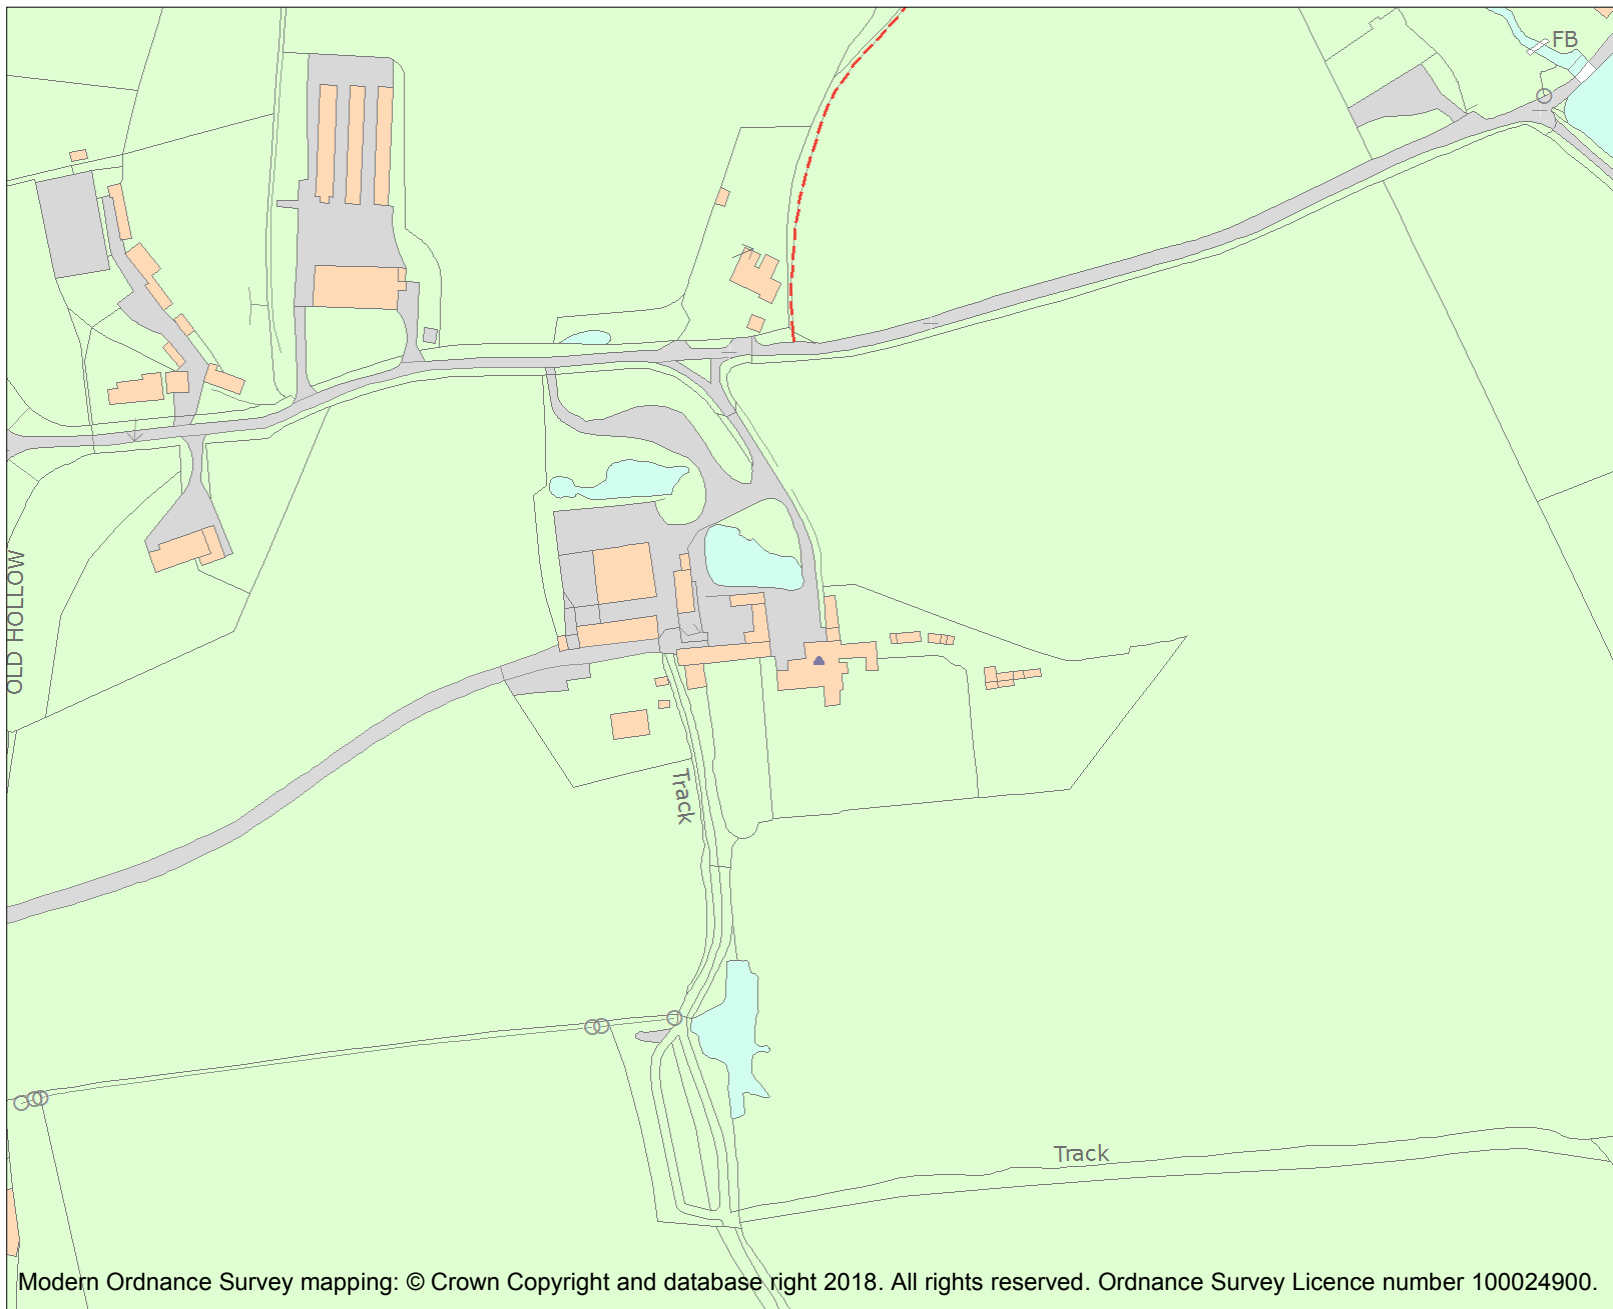 FB
OLD HOLLOW
Track
Track
Modern Ordnance Survey mapping: © Crown Copyright and database right 2018. All rights reserved. Ordnance Survey Licence number 100024900.